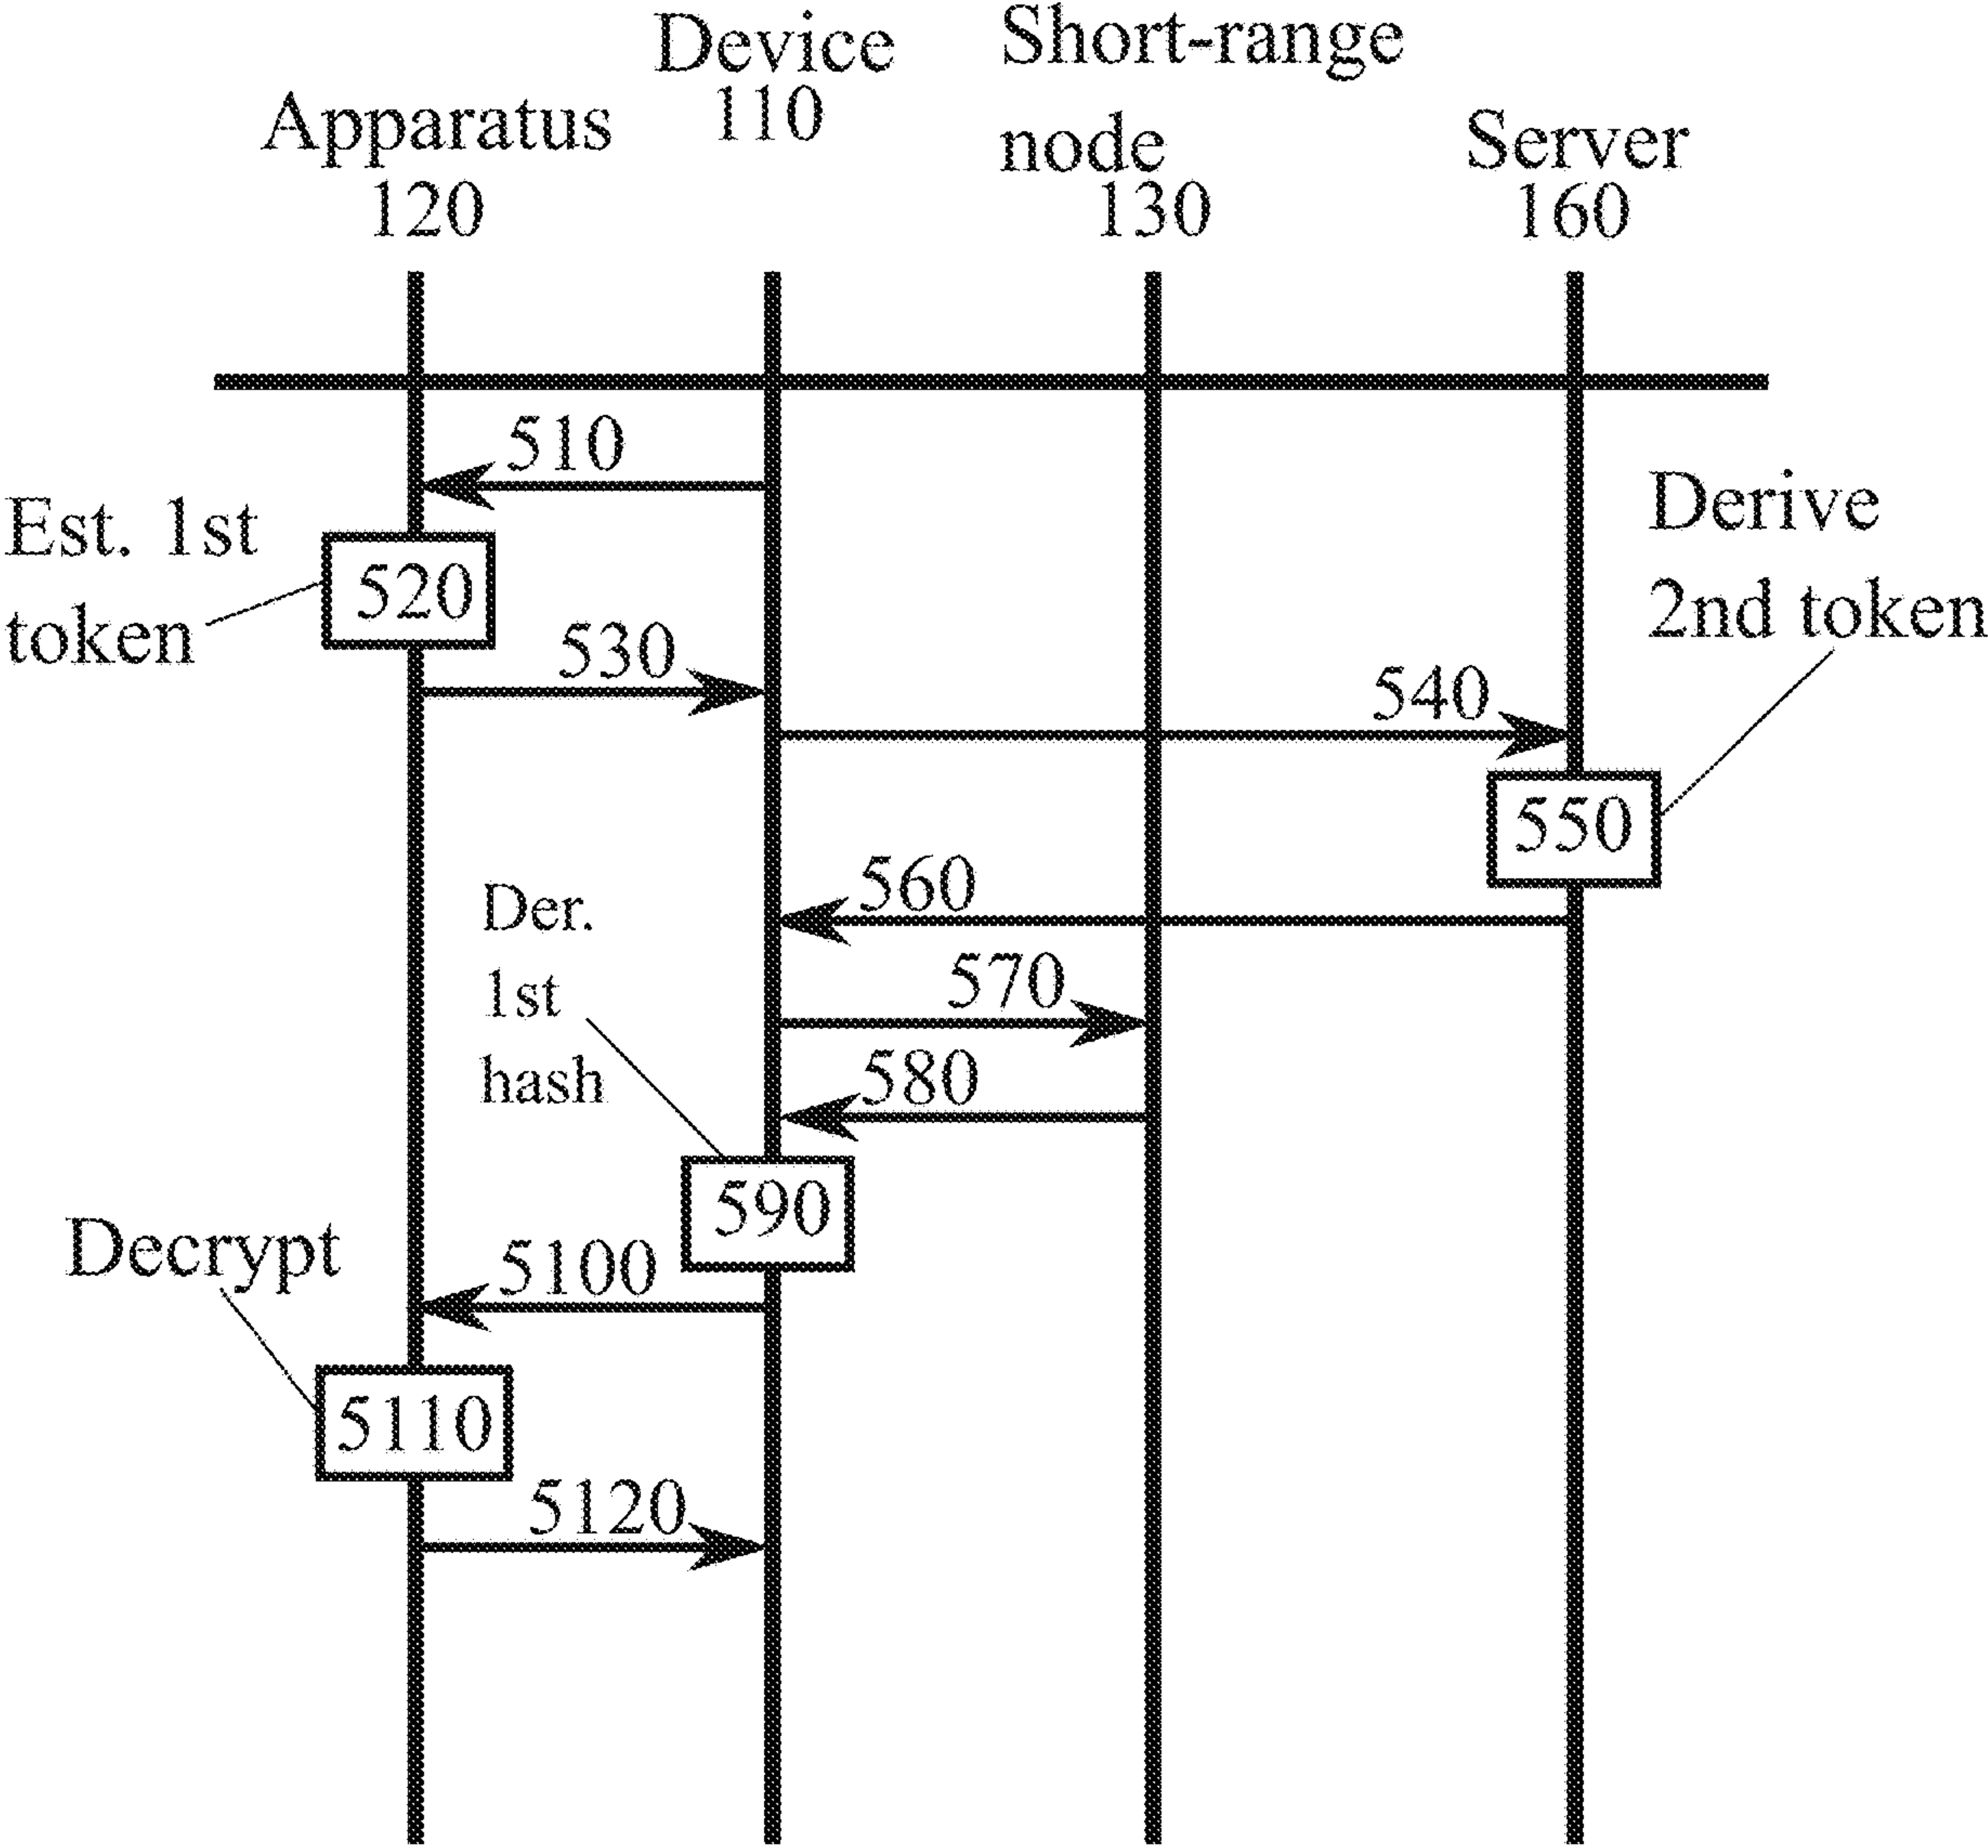 Device
110
Short-range
node
130
Apparatus
120
Server
160
510
Est. 1st
token
520
Derive
2nd token
530
540
550
560
Der.
1st
hash
570
580
590
Decrypt
5100
5110
5120